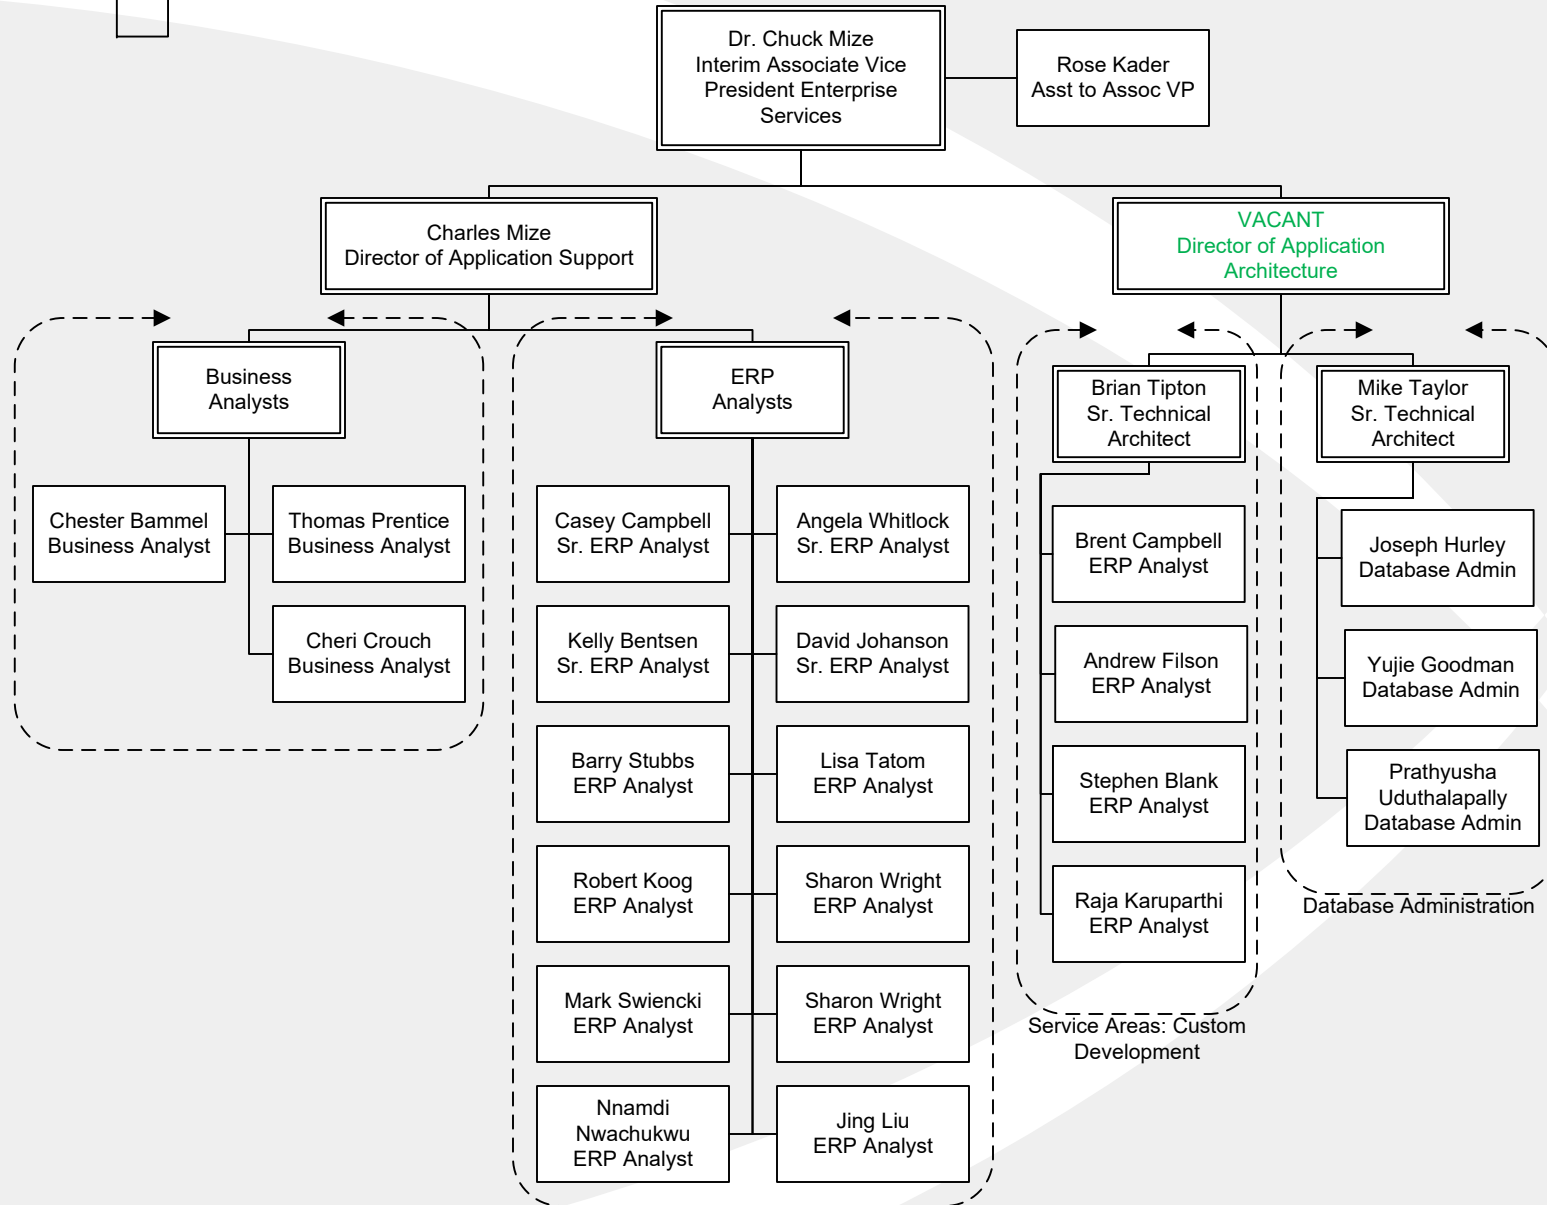 Dr. Chuck Mize
Interim Associate Vice
President Enterprise
Services
Rose Kader
Asst to Assoc VP
Charles Mize
Director of Application Support
VACANT
Director of Application
Architecture
Business
Analysts
ERP
Analysts
Brian Tipton
Sr. Technical
Architect
Mike Taylor
Sr. Technical
Architect
Chester Bammel
Business Analyst
Thomas Prentice
Business Analyst
Cheri Crouch
Business Analyst
Casey Campbell
Sr. ERP Analyst
Angela Whitlock
Sr. ERP Analyst
Kelly Bentsen
Sr. ERP Analyst
David Johanson
Sr. ERP Analyst
Barry Stubbs
ERP Analyst
Lisa Tatom
ERP Analyst
Robert Koog
ERP Analyst
Sharon Wright
ERP Analyst
Mark Swiencki
ERP Analyst
Sharon Wright
ERP Analyst
Nnamdi
Nwachukwu
ERP Analyst
Jing Liu
ERP Analyst
Brent Campbell
ERP Analyst
Andrew Filson
ERP Analyst
Stephen Blank
ERP Analyst
Raja Karuparthi
ERP Analyst
Service Areas: Custom
Development
Joseph Hurley
Database Admin
Yujie Goodman
Database Admin
Prathyusha
Uduthalapally
Database Admin
Database Administration